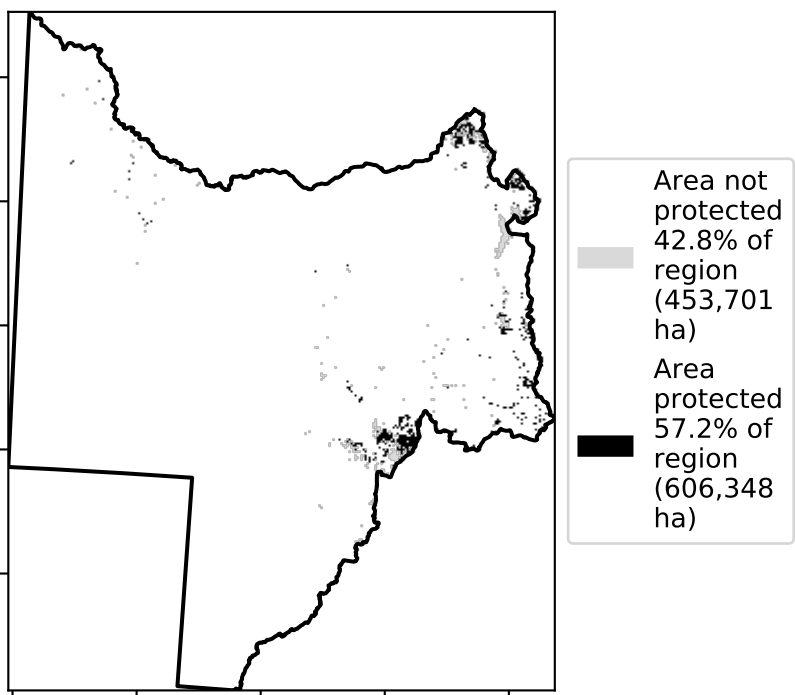 Area not
protected
42.8% of
region
(453,701
ha)
Area
protected
57.2% of
region
(606,348
ha)